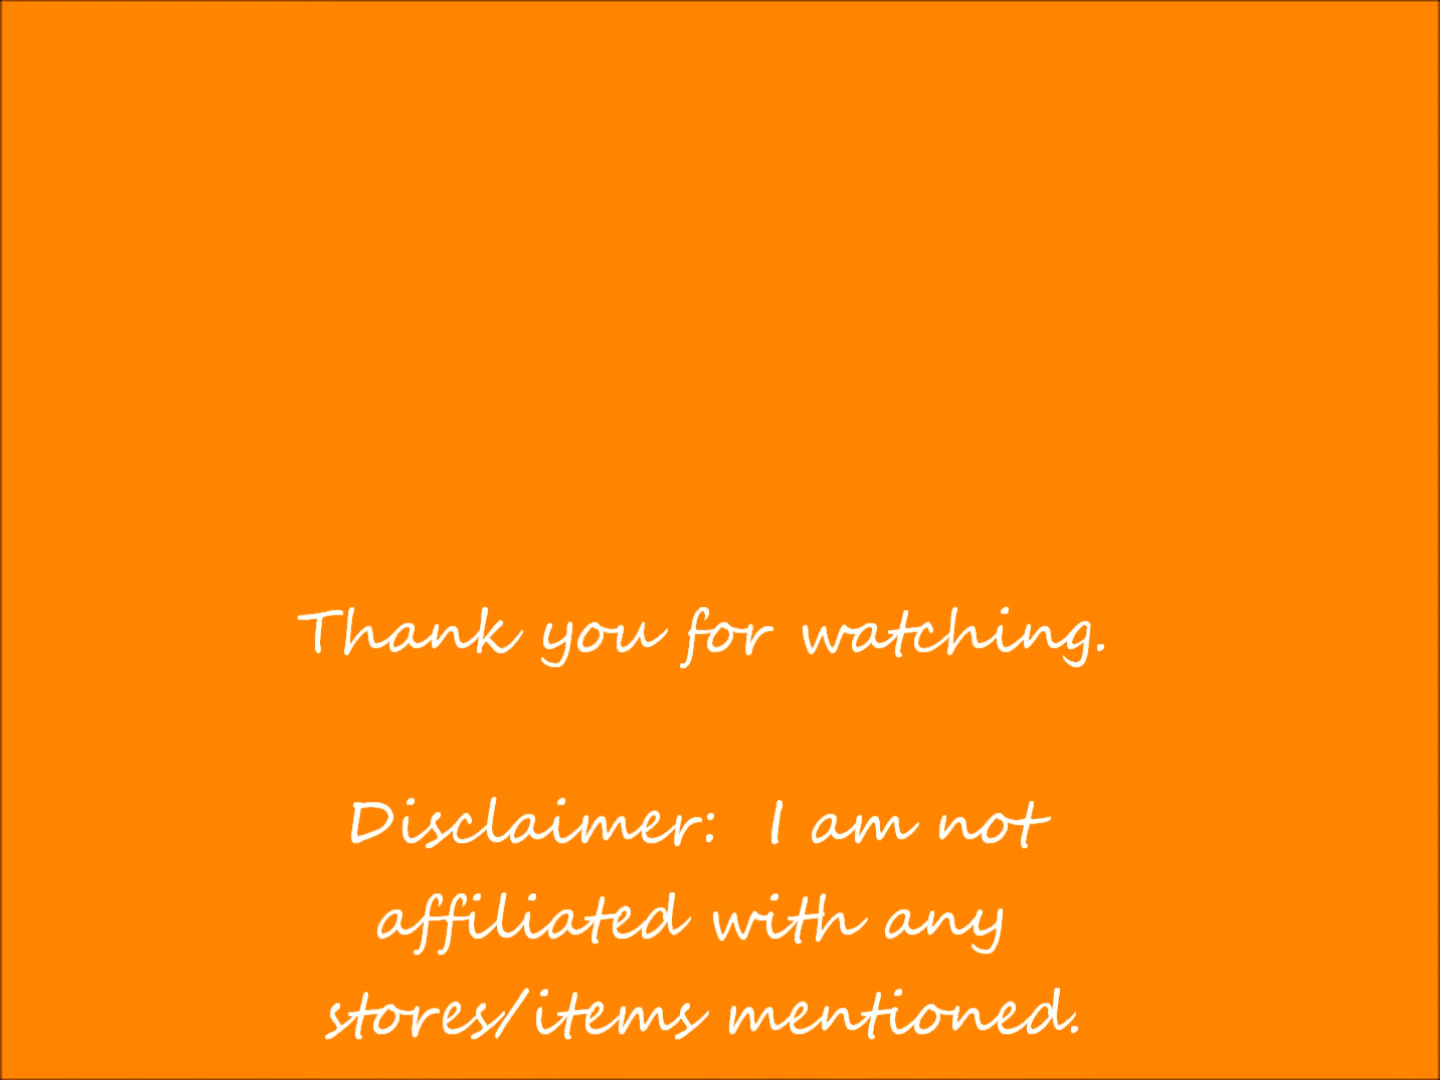 Thank you for watching.
Disclaimer:  I am not
affiliated with any
stores/items mentioned.